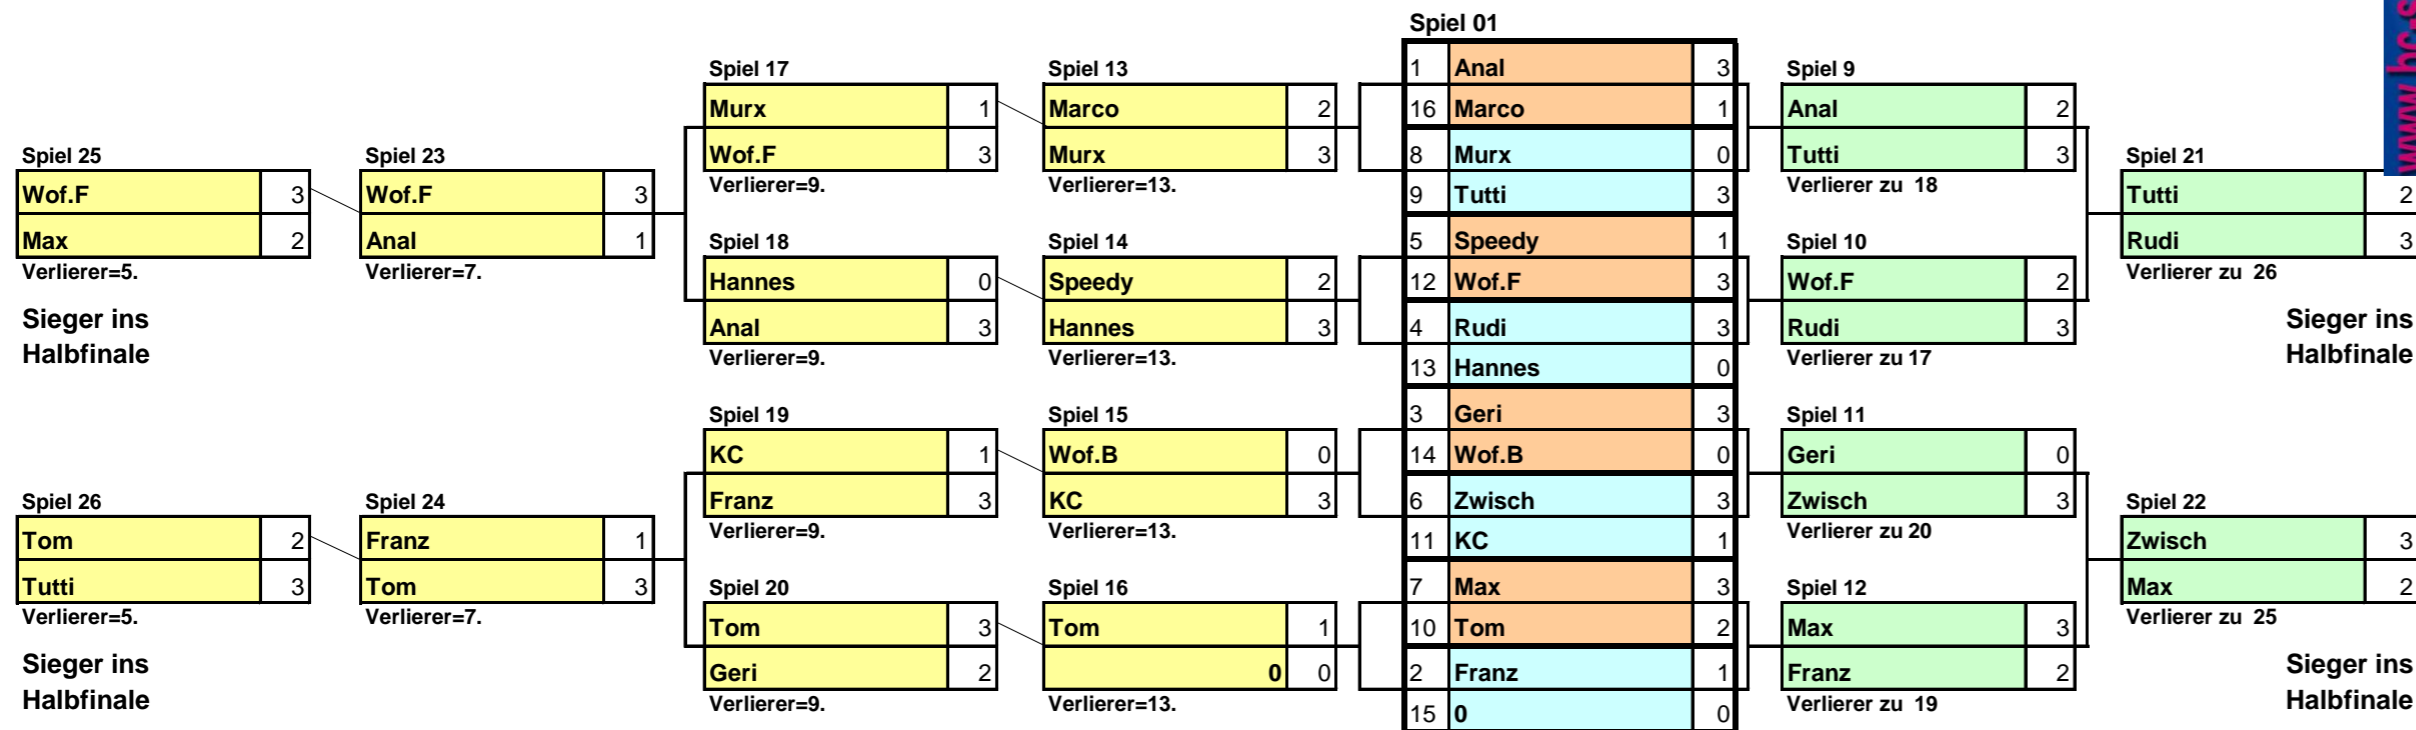 Spiel 01
Spiel 17 Spiel 13 1 Anal 3 Spiel 9
Murx 1 Marco 2 16 Marco 1 Anal 2
Spiel 25 Spiel 23 Wof.F 3 Murx 3 8 Murx 0 Tutti 3 Spiel 21
Wof.F 3 Wof.F 3 Verlierer=9. Verlierer=13. 9 Tutti 3 Verlierer zu 18 Tutti 2
Max 2 Anal 1 Spiel 18 Spiel 14 5 Speedy 1 Spiel 10 Rudi 3
Verlierer=5. Verlierer=7. Hannes 0 Speedy 2 12 Wof.F 3 Wof.F 2 Verlierer zu 26
Sieger ins Anal 3 Hannes 3 4 Rudi 3 Rudi 3 Sieger ins
Halbfinale Verlierer=9. Verlierer=13. 13 Hannes 0 Verlierer zu 17 Halbfinale
Spiel 19 Spiel 15 3 Geri 3 Spiel 11
KC 1 Wof.B 0 14 Wof.B 0 Geri 0
Spiel 26 Spiel 24 Franz 3 KC 3 6 Zwisch 3 Zwisch 3 Spiel 22
Tom 2 Franz 1 Verlierer=9. Verlierer=13. 11 KC 1 Verlierer zu 20 Zwisch 3
Tutti 3 Tom 3 Spiel 20 Spiel 16 7 Max 3 Spiel 12 Max 2
Verlierer=5. Verlierer=7. Tom 3 Tom 1 10 Tom 2 Max 3 Verlierer zu 25
Sieger ins Geri 2 0 0 2 Franz 1 Franz 2 Sieger ins
Halbfinale Verlierer=9. Verlierer=13. 15 0 0 Verlierer zu 19 Halbfinale